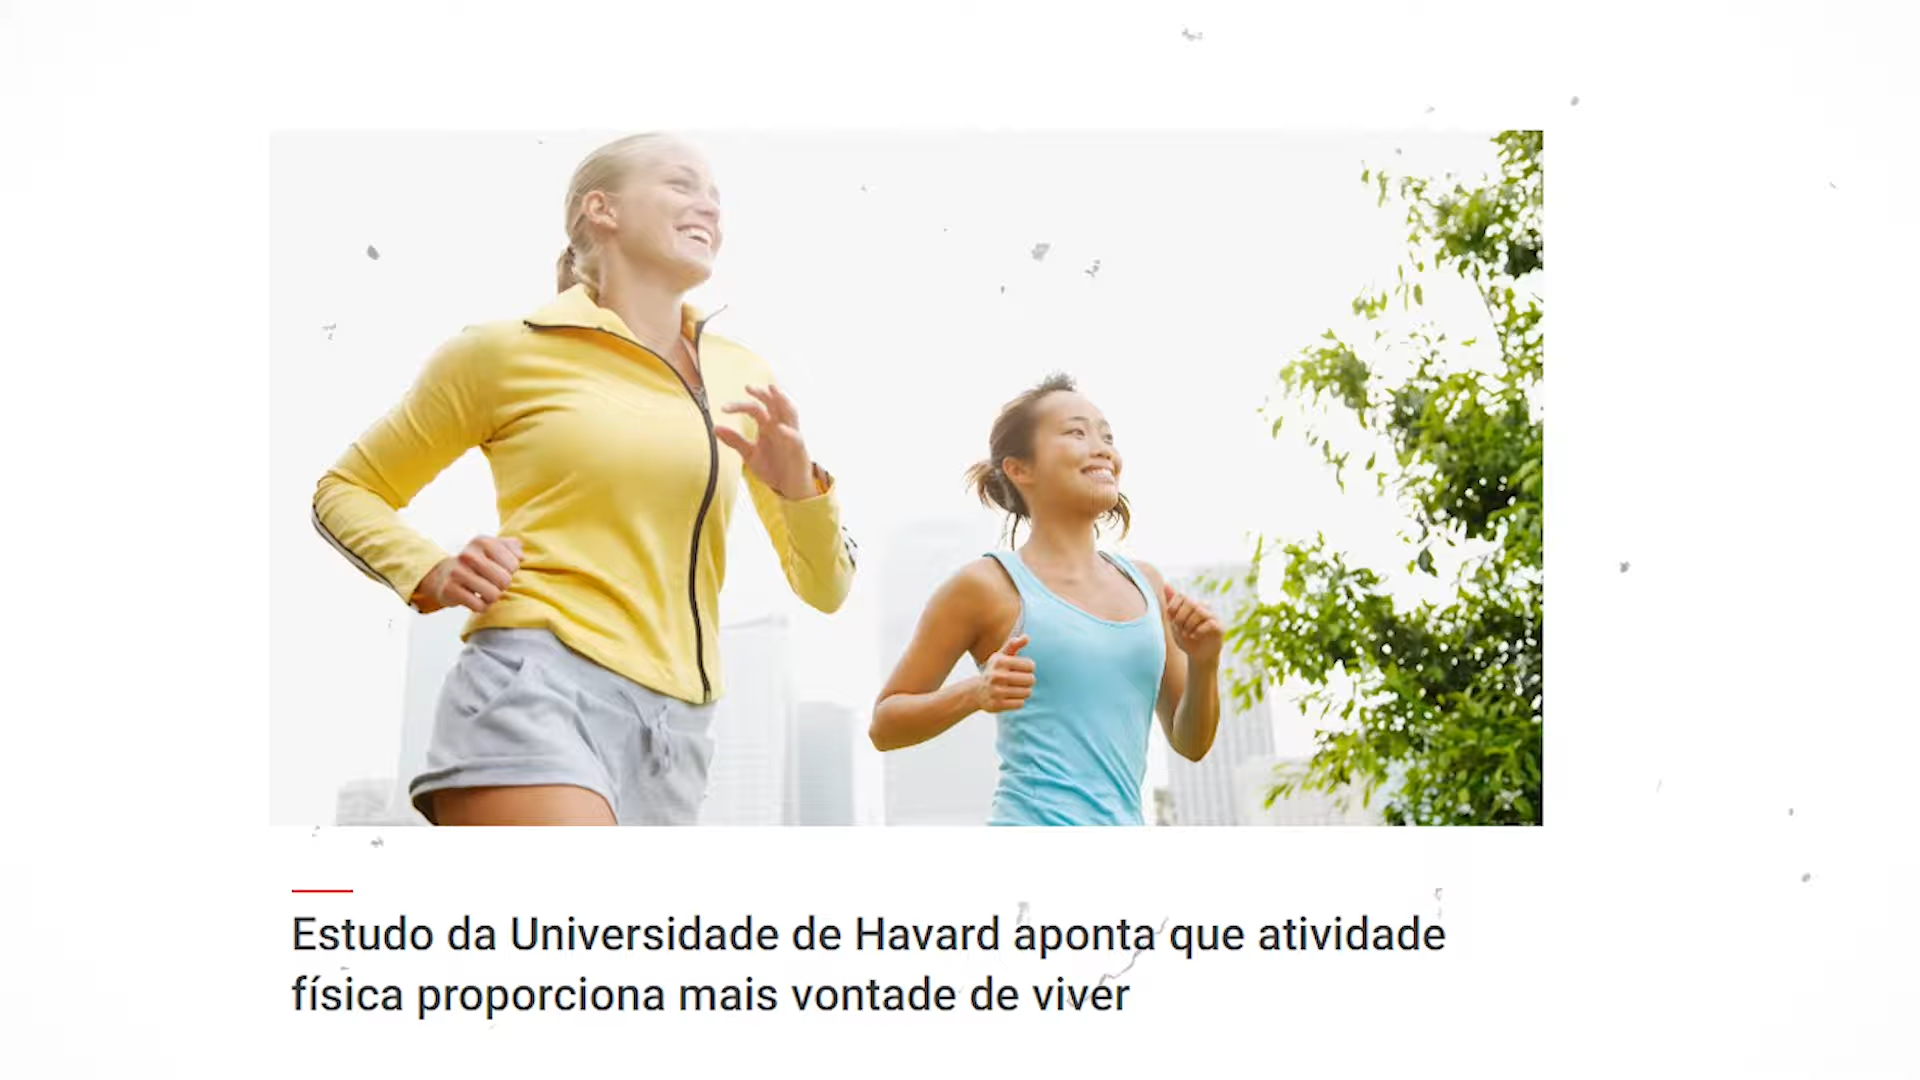 Estudo da Universidade de Havard aponta que atividade
física proporciona mais vontade de viver